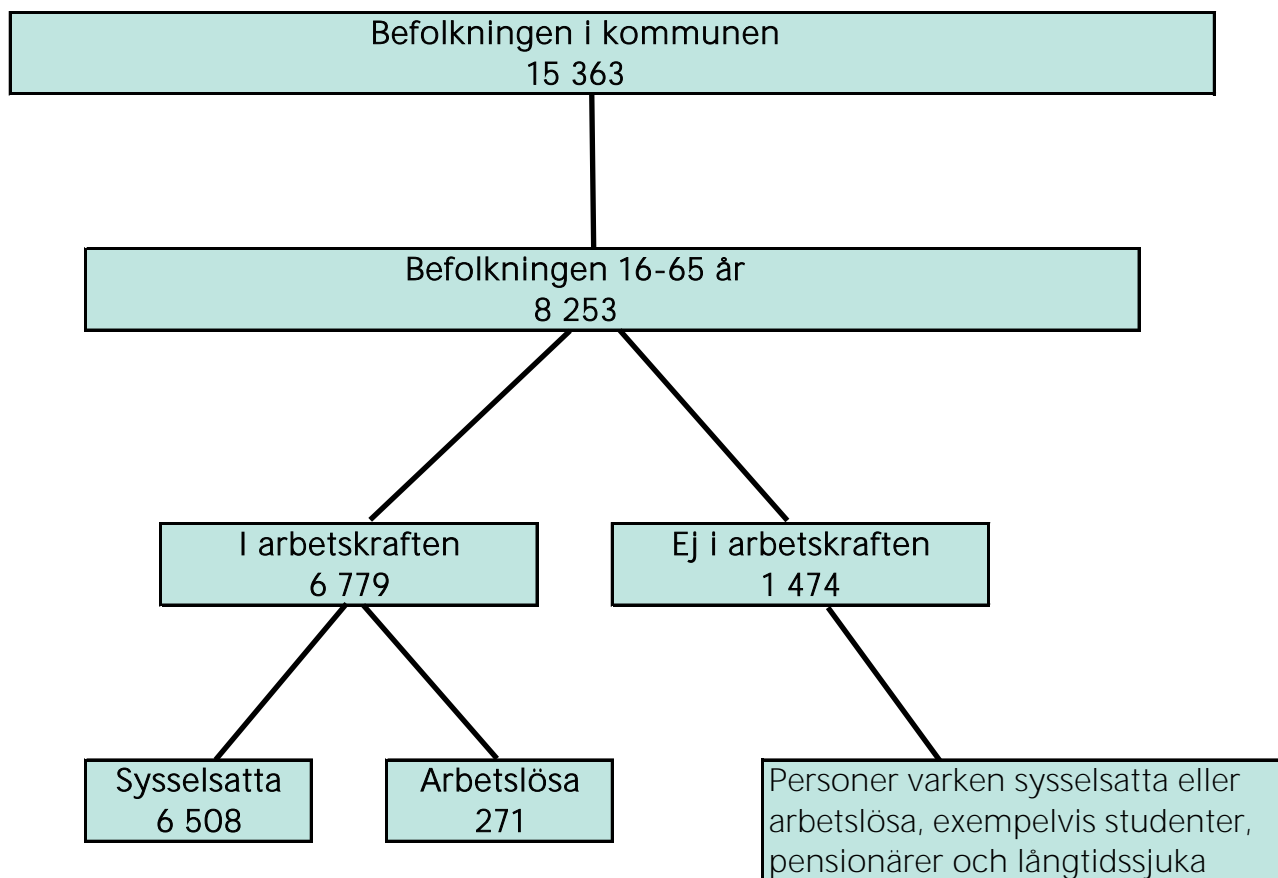 Befolkningen i kommunen
15 363
Befolkningen 16-65 år
8 253
I arbetskraften
6 779
Ej i arbetskraften
1 474
Sysselsatta
6 508
Arbetslösa
271
Personer varken sysselsatta eller
arbetslösa, exempelvis studenter,
pensionärer och långtidssjuka